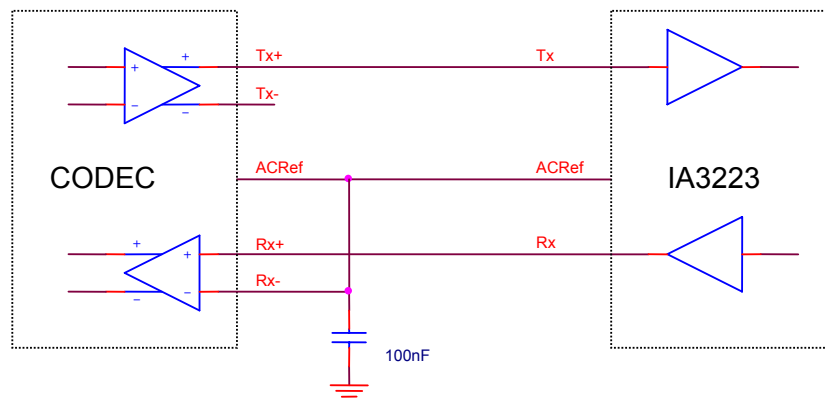 Tx+ Tx
+ +
− Tx-
−
ACRef ACRef
CODEC IA3223
+ Rx+ Rx
+
− Rx-
−
100nF